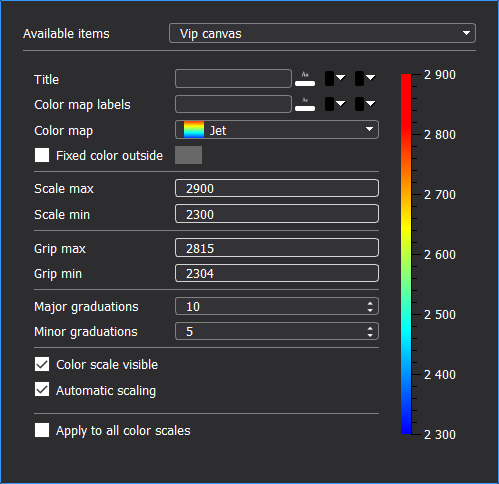 Available items Vip canvas
Title Aa
Color map labels Aa
Color map Jet
Fixed color outside
Scale max 2900
Scale min 2300
Grip max 2815
Grip min 2304
Major graduations 10
Minor graduations 5
Color scale visible
Automatic scaling
Apply to all color scales
2 900
2 800
2 700
2 600
2 500
2 400
2 300